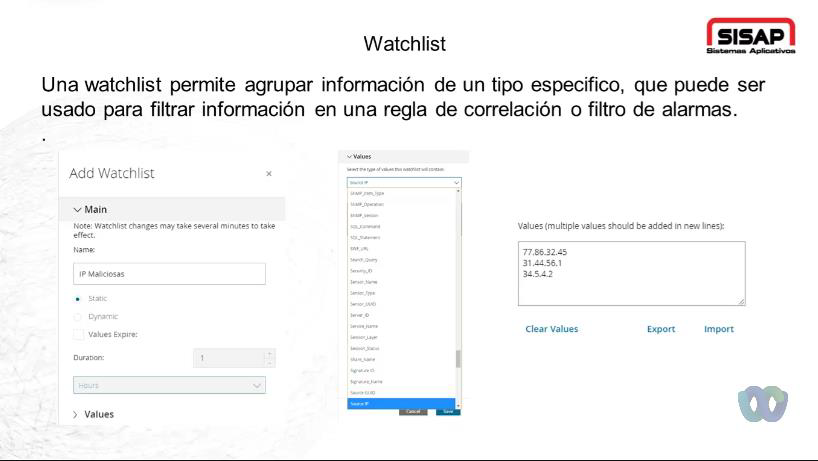 Watchlist
SISAP
Sistemas Aplicativos
Una watchlist permite agrupar información de un tipo especifico, que puede ser
usado para filtrar información en una regla de correlación o filtro de alarmas.
.
Add Watchlist
×
Main
Note: Watchlist changes may take several minutes to take
effect.
Name:
IP Maliciosas
Static
Dynamic
Values Expire:
Duration:
1
Hours
Values
Values
Select the type of values this watchlist will contain:
Source IP
SNMP_Item_Type
SNMP_Operation
SNMP_Version
SQL_Command
SQL_Statement
SWF_URL
Search_Query
Security_ID
Sensor_Name
Sensor_Type
Sensor_UUID
Server_ID
Service_Name
Session_Layer
Session_Status
Share_Name
Signature ID
Signature_Name
Source GUID
Source IP
Cancel
Save
Values (multiple values should be added in new lines):
77.86.32.45
31.44.56.1
34.5.4.2
Clear Values
Export
Import